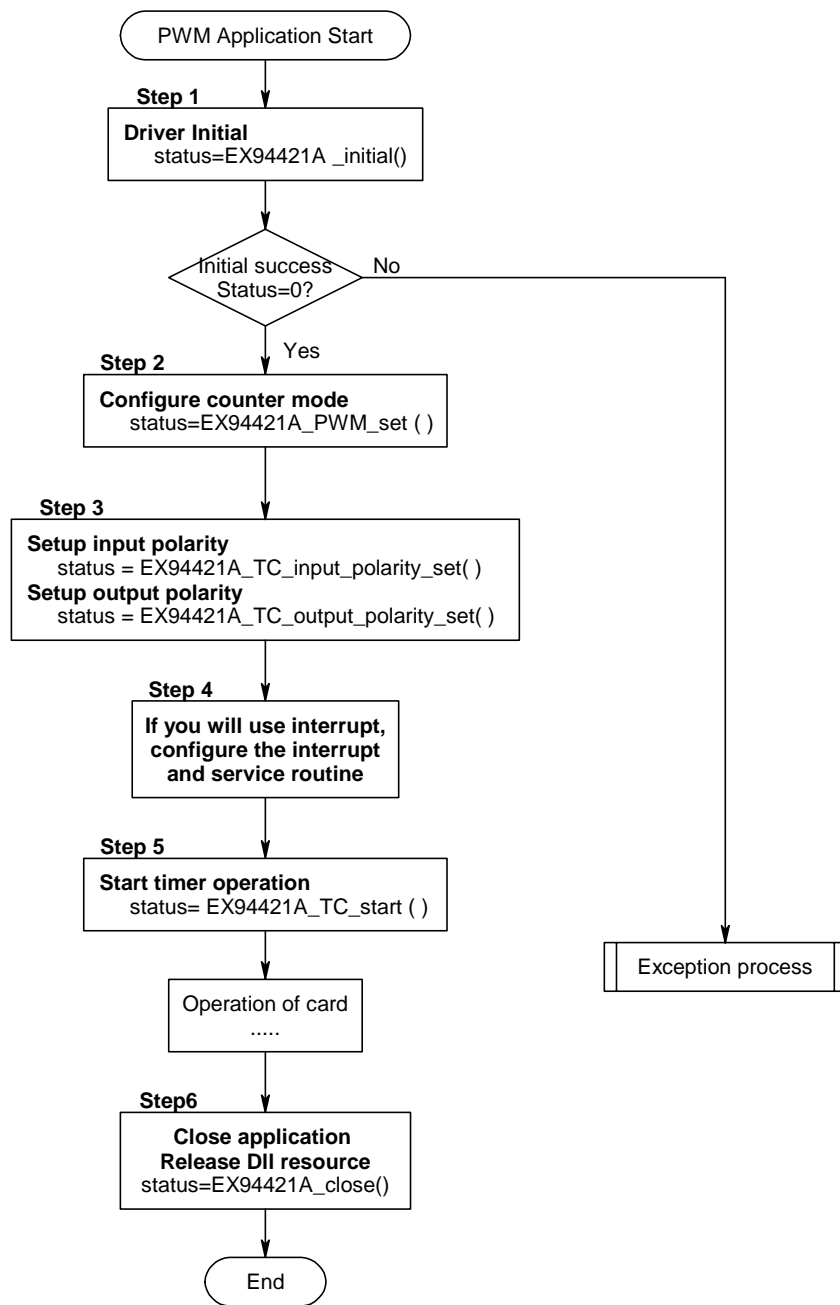 PWM Application Start
Step 1
Driver Initial
status=EX94421A _initial()
Initial success
Status=0?
No
Yes
Step 2
Configure counter mode
status=EX94421A_PWM_set ( )
Step 3
Setup input polarity
status = EX94421A_TC_input_polarity_set( )
Setup output polarity
status = EX94421A_TC_output_polarity_set( )
Step 4
If you will use interrupt,
configure the interrupt
and service routine
Step 5
Start timer operation
status= EX94421A_TC_start ( )
Exception process
Operation of card
.....
Step6
Close application
Release Dll resource
status=EX94421A_close()
End